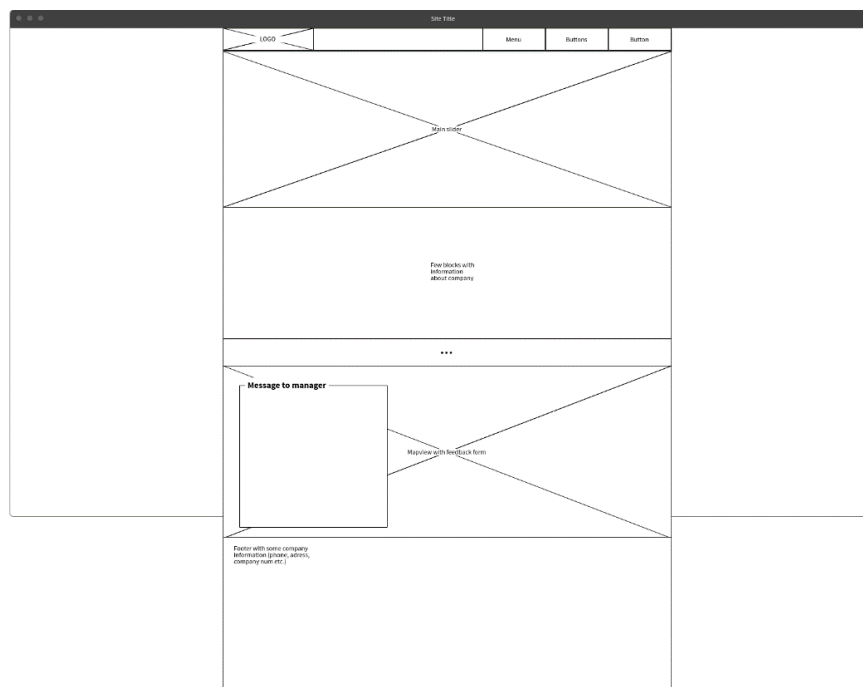 Site Title
LOGO
Menu
Buttons
Button
Main slider
Few blocks with
information
about company
•••
Message to manager
Mapview with feedback form
Footer with some company
information (phone, adress,
company num etc.)